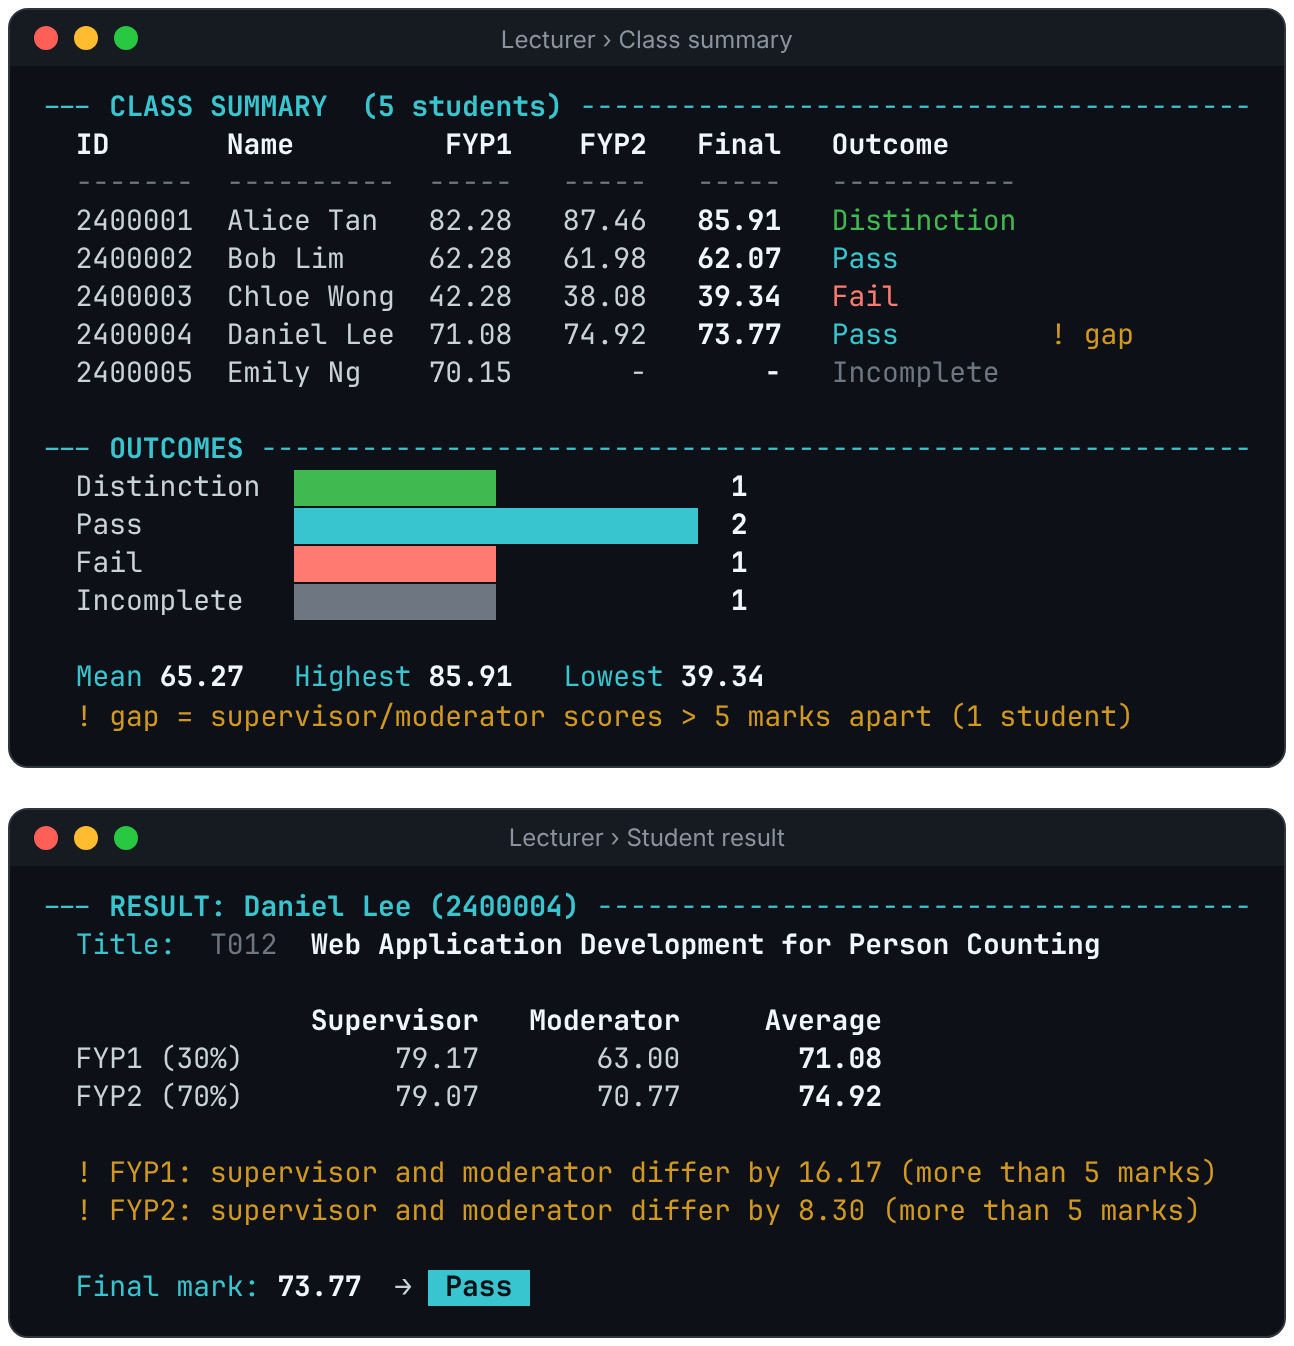 Lecturer › Class summary
--- CLASS SUMMARY  (5 students) ----------------------------------------
ID       Name         FYP1    FYP2   Final   Outcome
-------  ----------  -----   -----   -----   -----------
2400001  Alice Tan   82.28   87.46   85.91   Distinction
2400002  Bob Lim     62.28   61.98   62.07   Pass
2400003  Chloe Wong  42.28   38.08   39.34   Fail
2400004  Daniel Lee  71.08   74.92   73.77   Pass         ! gap
2400005  Emily Ng    70.15       -       -   Incomplete
--- OUTCOMES -----------------------------------------------------------
Distinction 1
Pass 2
Fail 1
Incomplete 1
Mean 65.27   Highest 85.91   Lowest 39.34
! gap = supervisor/moderator scores > 5 marks apart (1 student)
Lecturer › Student result
--- RESULT: Daniel Lee (2400004) ---------------------------------------
Title:  T012  Web Application Development for Person Counting
Supervisor   Moderator     Average
FYP1 (30%)         79.17       63.00       71.08
FYP2 (70%)         79.07       70.77       74.92
! FYP1: supervisor and moderator differ by 16.17 (more than 5 marks)
! FYP2: supervisor and moderator differ by 8.30 (more than 5 marks)
Final mark: 73.77  → Pass